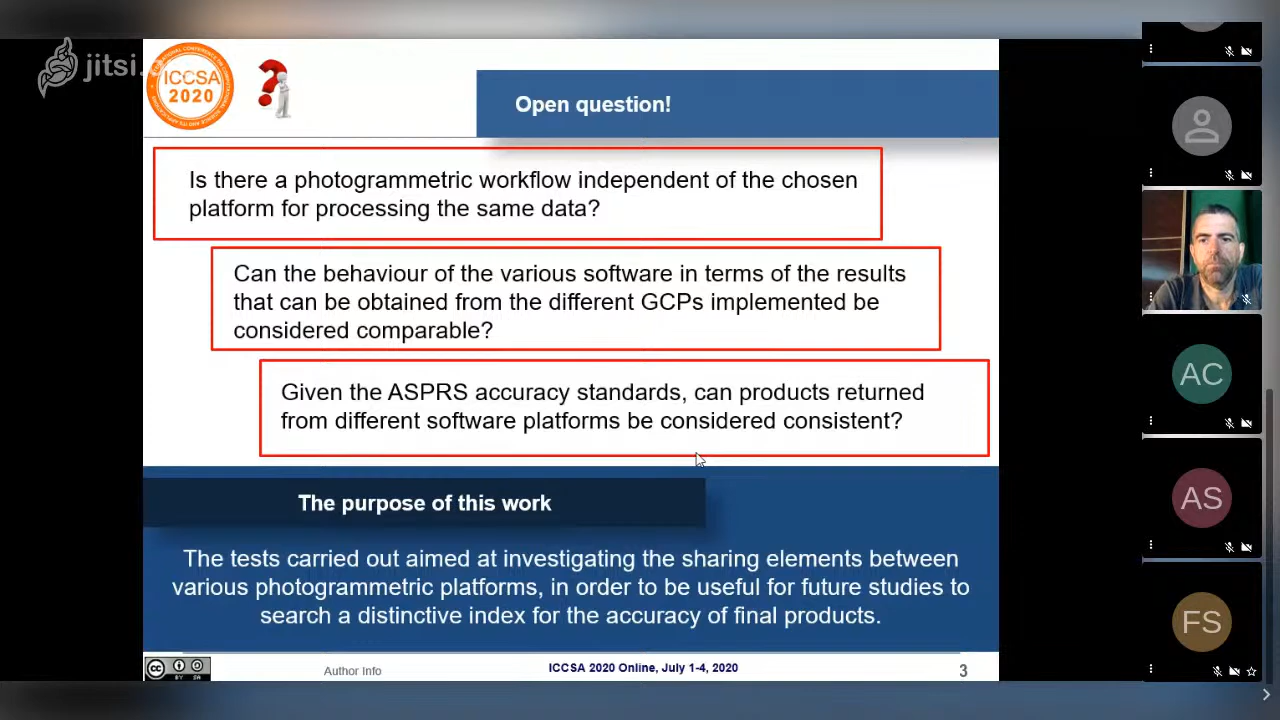 jitsi.
ICCSA
2020
Open question!
Is there a photogrammetric workflow independent of the chosen
platform for processing the same data?
Can the behaviour of the various software in terms of the results
that can be obtained from the different GCPs implemented be
considered comparable?
Given the ASPRS accuracy standards, can products returned
from different software platforms be considered consistent?
The purpose of this work
The tests carried out aimed at investigating the sharing elements between
various photogrammetric platforms, in order to be useful for future studies to
search a distinctive index for the accuracy of final products.
cc
BY SA
Author Info
ICCSA 2020 Online, July 1-4, 2020
3
AC
AS
FS